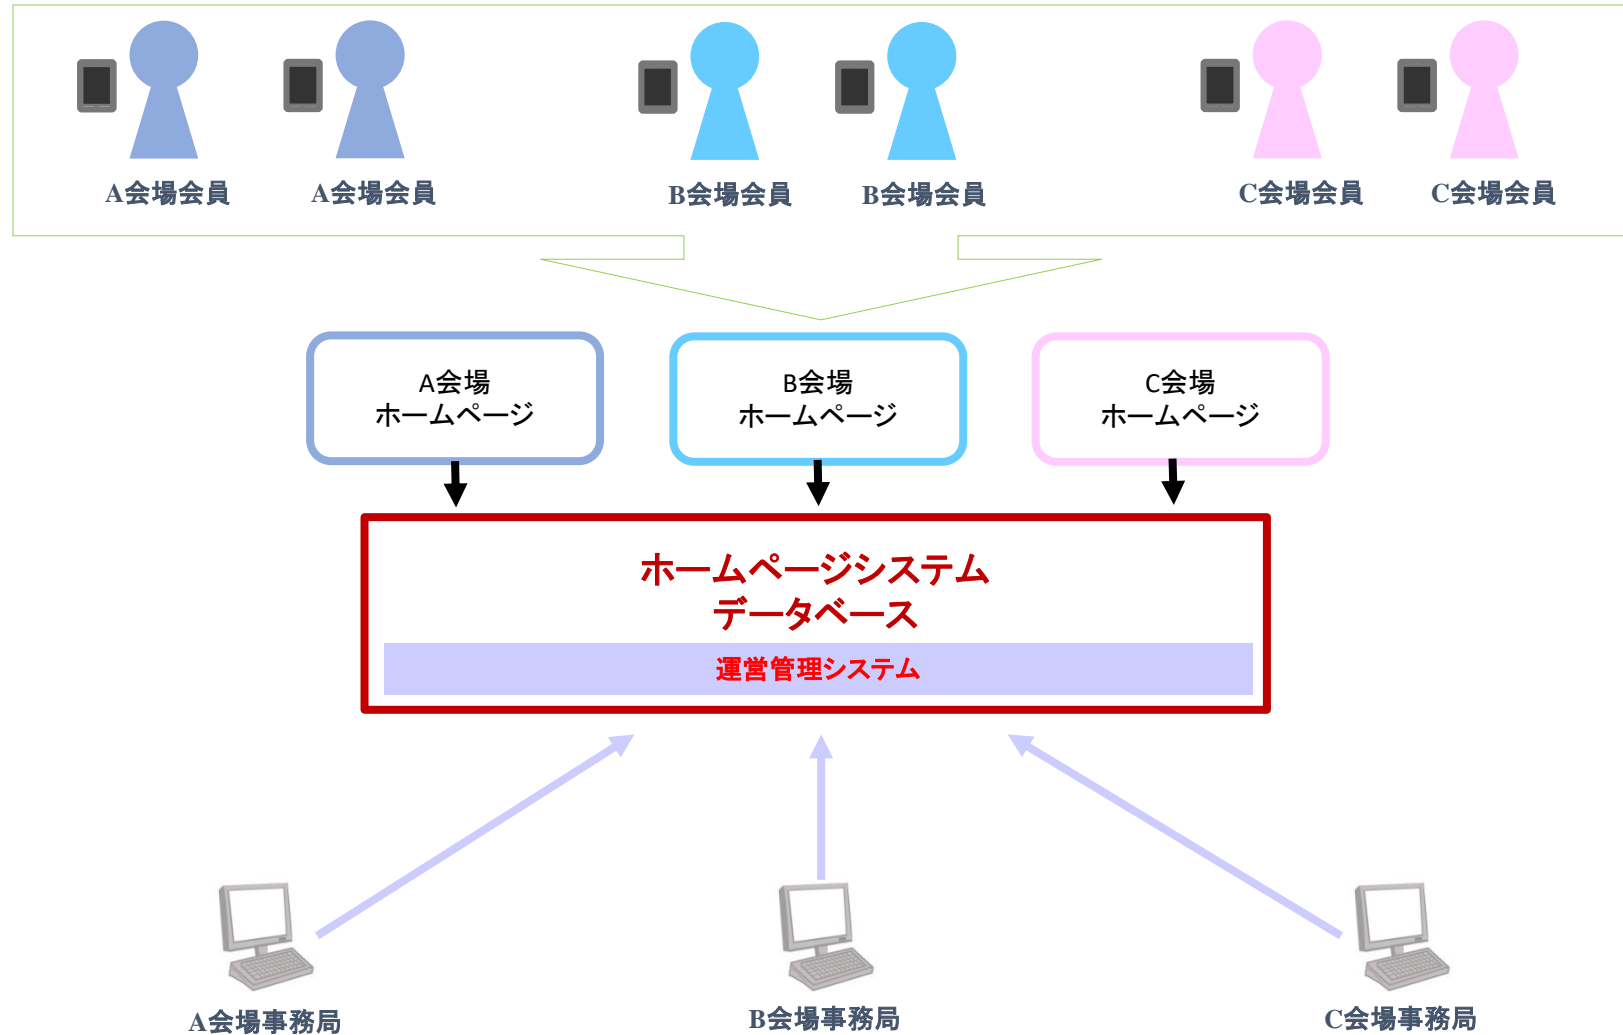 A会場会員
A会場会員
B会場会員
B会場会員
C会場会員
C会場会員
A会場
ホームページ
B会場
ホームページ
C会場
ホームページ
ホームページシステム
データベース
運営管理システム
A会場事務局
B会場事務局
C会場事務局